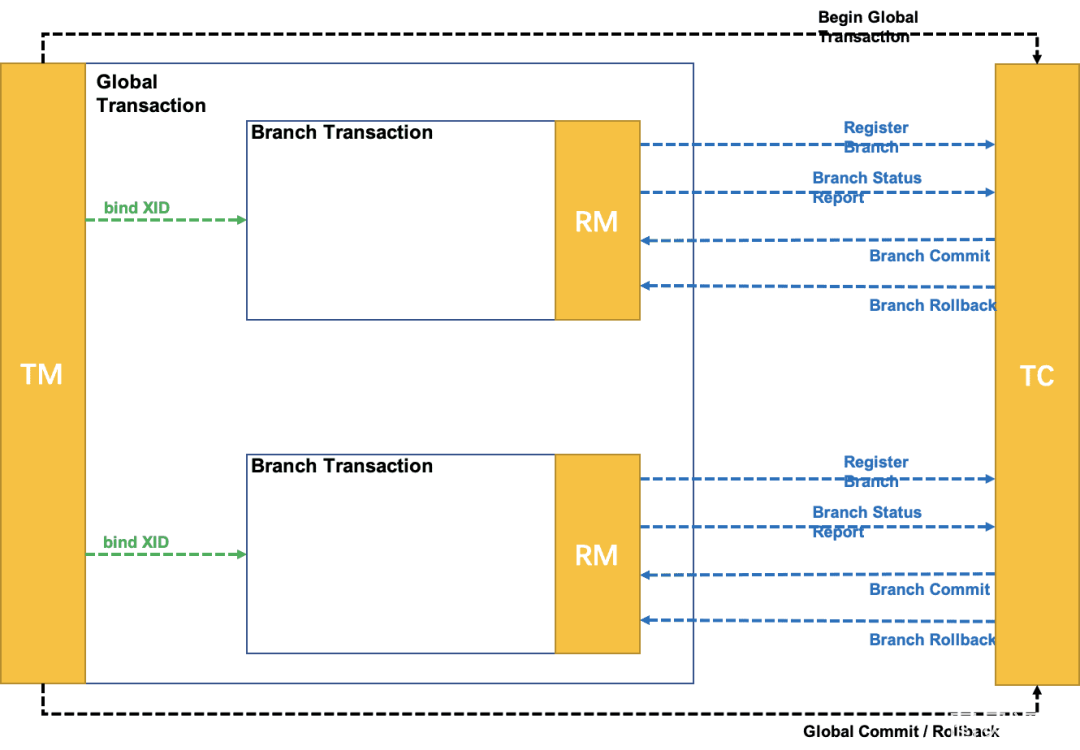 Begin Global
Transaction
Global
Transaction
Branch Transaction
Register
Branch
Branch Status
Report
bind XID
RM
Branch Commit
Branch Rollback
TM
TC
Branch Transaction
Register
Branch
Branch Status
Report
bind XID
RM
Branch Commit
Branch Rollback
Global Commit / Rollback